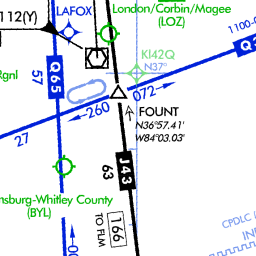 112(Y)
LAFOX
London/Corbin/Magee
(LOZ)
1100-
Q
KI42Q
N37°
Rgnl
Q65
57
260
072
FOUNT
N36°57.41'
W84°03.03'
27
J43
63
nsburg-Whitley County
(BYL)
166
TO FLM
CPDLC